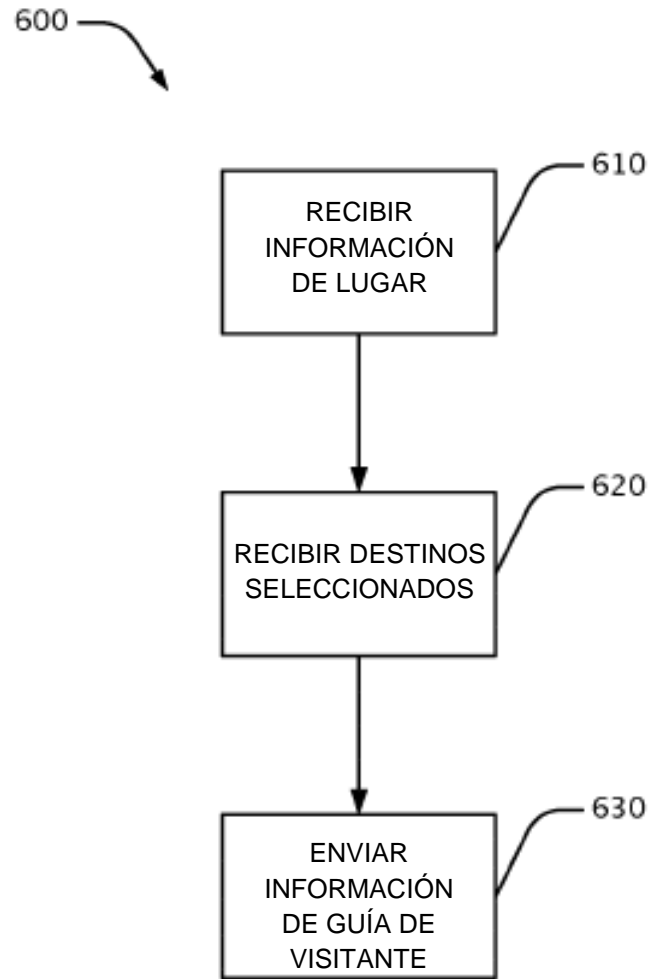 600
610
RECIBIR
INFORMACIÓN
DE LUGAR
620
RECIBIR DESTINOS
SELECCIONADOS
630
ENVIAR
INFORMACIÓN
DE GUÍA DE
VISITANTE